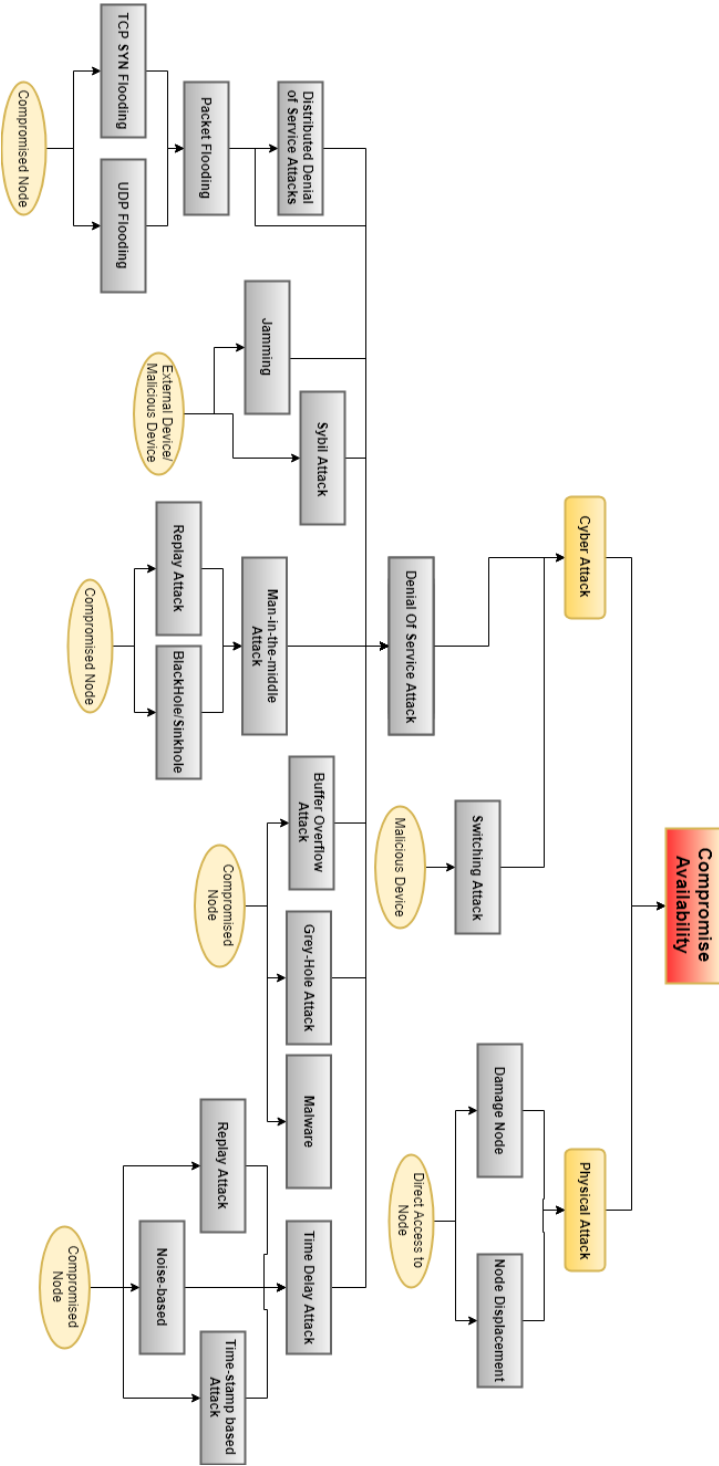 Compromise
Availability
Cyber Attack
Physical Attack
Denial Of Service Attack
Switching Attack
Malicious Device
Damage Node
Node Displacement
Direct Access to
Node
Distributed Denial
of Service Attacks
Packet Flooding
TCP SYN Flooding
UDP Flooding
Compromised Node
Jamming
Sybil Attack
External Device/
Malicious Device
Man-in-the-middle
Attack
Replay Attack
BlackHole/Sinkhole
Compromised Node
Buffer Overflow
Attack
Grey-Hole Attack
Malware
Compromised
Node
Time Delay Attack
Replay Attack
Noise-based
Time-stamp based
Attack
Compromised
Node